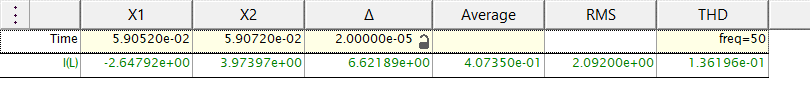 X1 X2 Δ Average RMS THD
Time 5.90520e-02 5.90720e-02 2.00000e-05 freq=50
I(L) -2.64792e+00 3.97397e+00 6.62189e+00 4.07350e-01 2.09200e+00 1.36196e-01